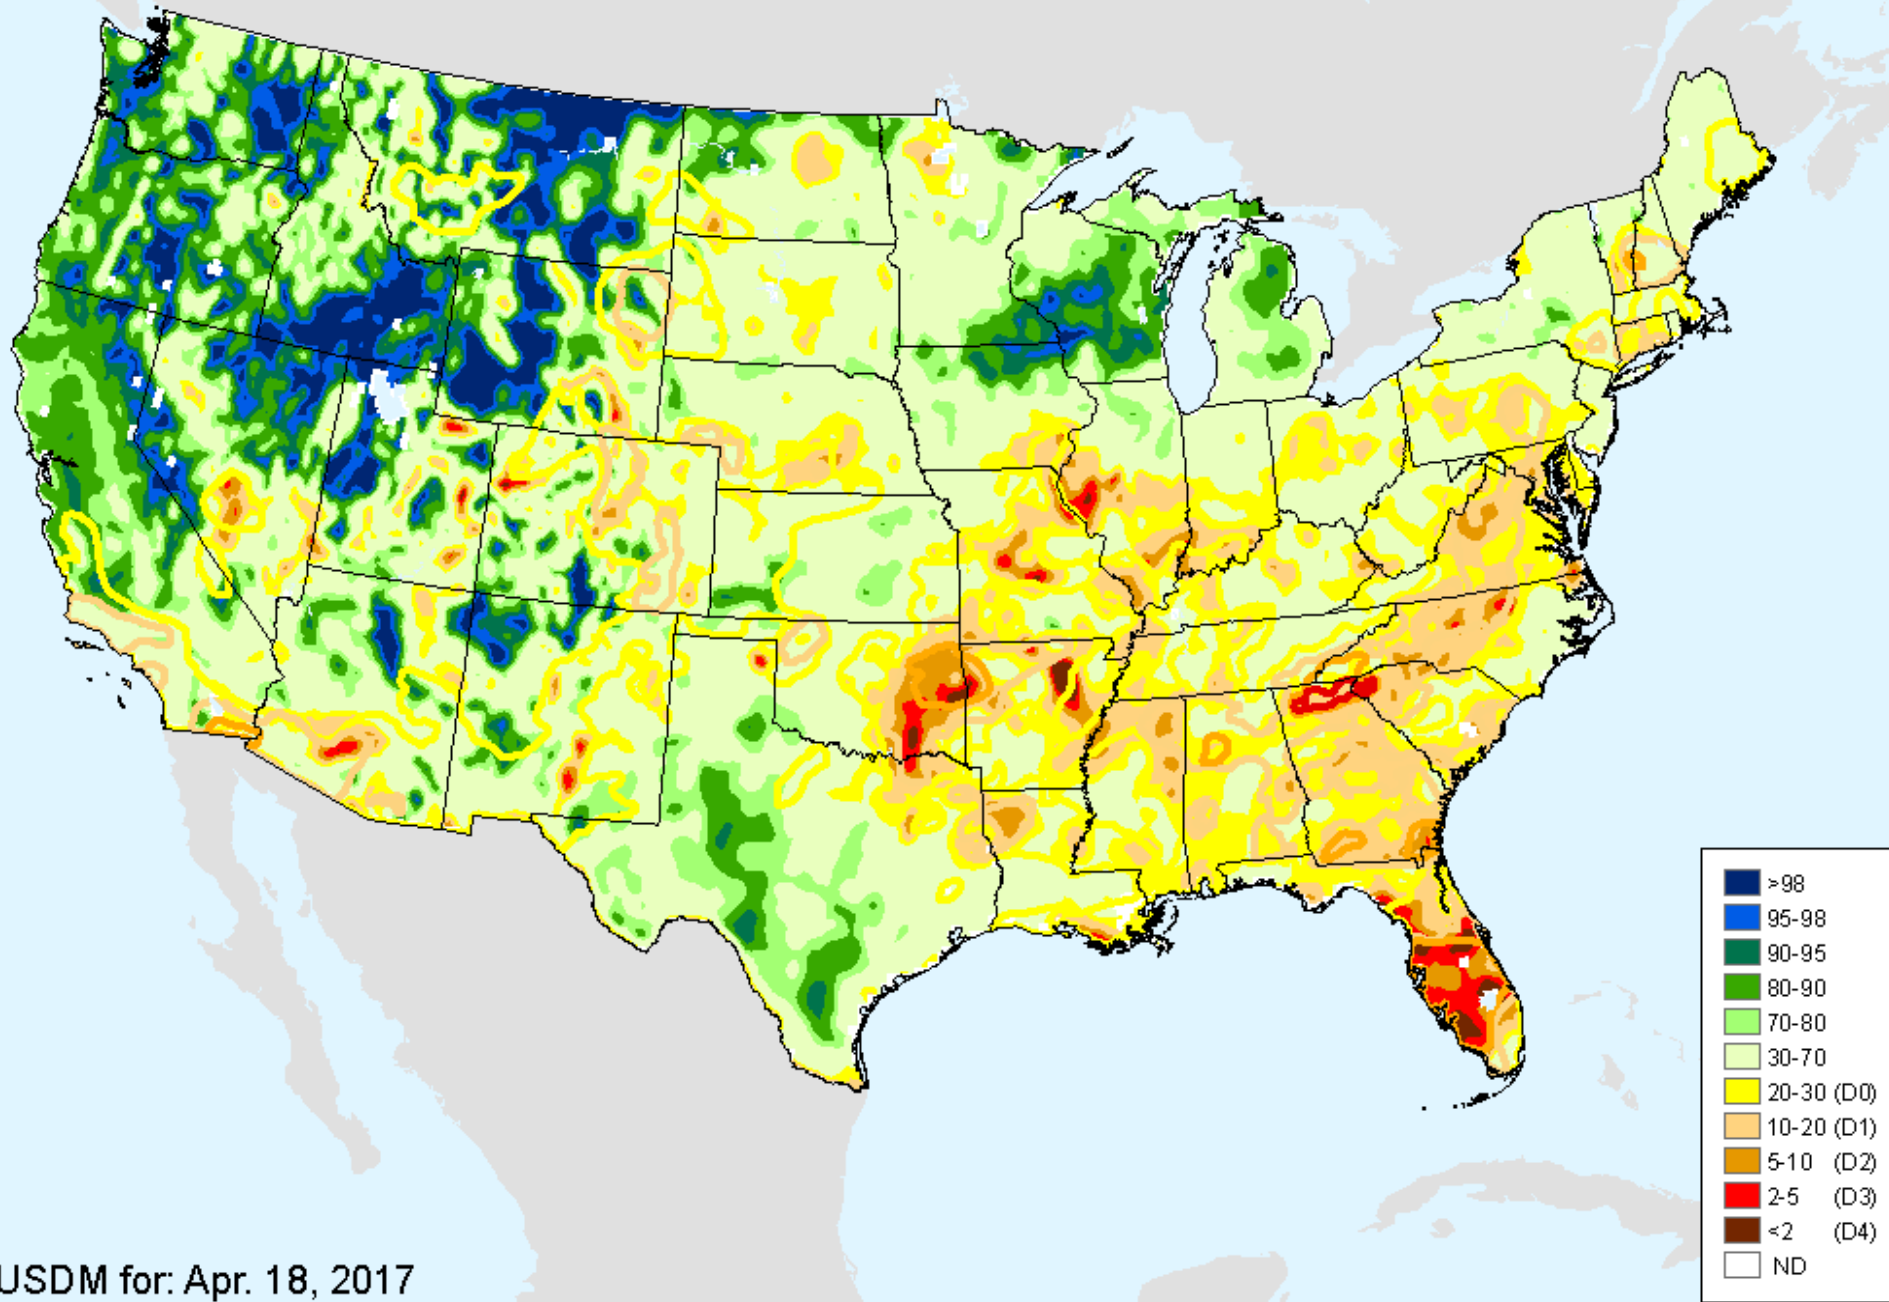 >98
95-98
90-95
80-90
70-80
30-70
20-30 (D0)
10-20 (D1)
5-10 (D2)
2-5 (D3)
<2 (D4)
ND
USDM for: Apr. 18, 2017